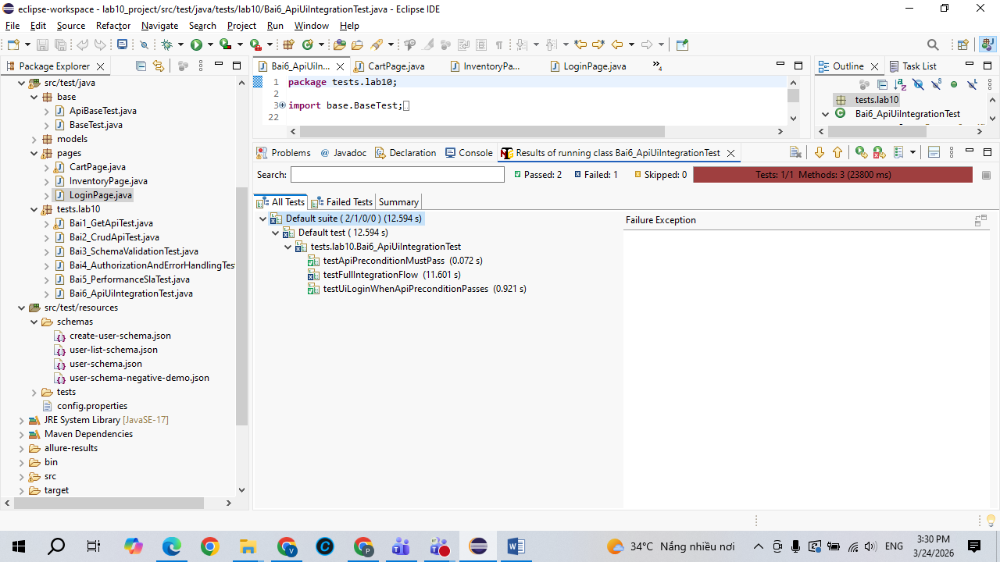 eclipse-workspace - lab10_project/src/test/java/tests/lab10/Bai6_ApiUiIntegrationTest.java - Eclipse IDE
File Edit Source Refactor Navigate Search Project Run Window Help
Package Explorer
src/test/java
base
ApiBaseTest.java
BaseTest.java
models
pages
CartPage.java
InventoryPage.java
LoginPage.java
tests.lab10
Bai1_GetApiTest.java
Bai2_CrudApiTest.java
Bai3_SchemaValidationTest.java
Bai4_AuthorizationAndErrorHandlingTes
Bai5_PerformanceSlaTest.java
Bai6_ApiUiIntegrationTest.java
src/test/resources
schemas
create-user-schema.json
user-list-schema.json
user-schema.json
user-schema-negative-demo.json
tests
config.properties
JRE System Library [JavaSE-17]
Maven Dependencies
allure-results
bin
src
target
Bai6_ApiUiIn... CartPage.java InventoryPa... LoginPage.java »4
1 package tests.lab10;
2
3 import base.BaseTest;
22
Outline Task List
tests.lab10
Bai6_ApiUiIntegrationTest
Problems Javadoc Declaration Console Results of running class Bai6_ApiUiIntegrationTest
Search: Passed: 2 Failed: 1 Skipped: 0 Tests: 1/1 Methods: 3 (23800 ms)
All Tests Failed Tests Summary
Default suite ( 2/1/0/0 ) (12.594 s)
Default test ( 12.594 s)
tests.lab10.Bai6_ApiUiIntegrationTest
testApiPreconditionMustPass (0.072 s)
testFullIntegrationFlow (11.601 s)
testUiLoginWhenApiPreconditionPasses (0.921 s)
Failure Exception
34°C Nắng nhiều nơi ENG 3:30 PM
3/24/2026